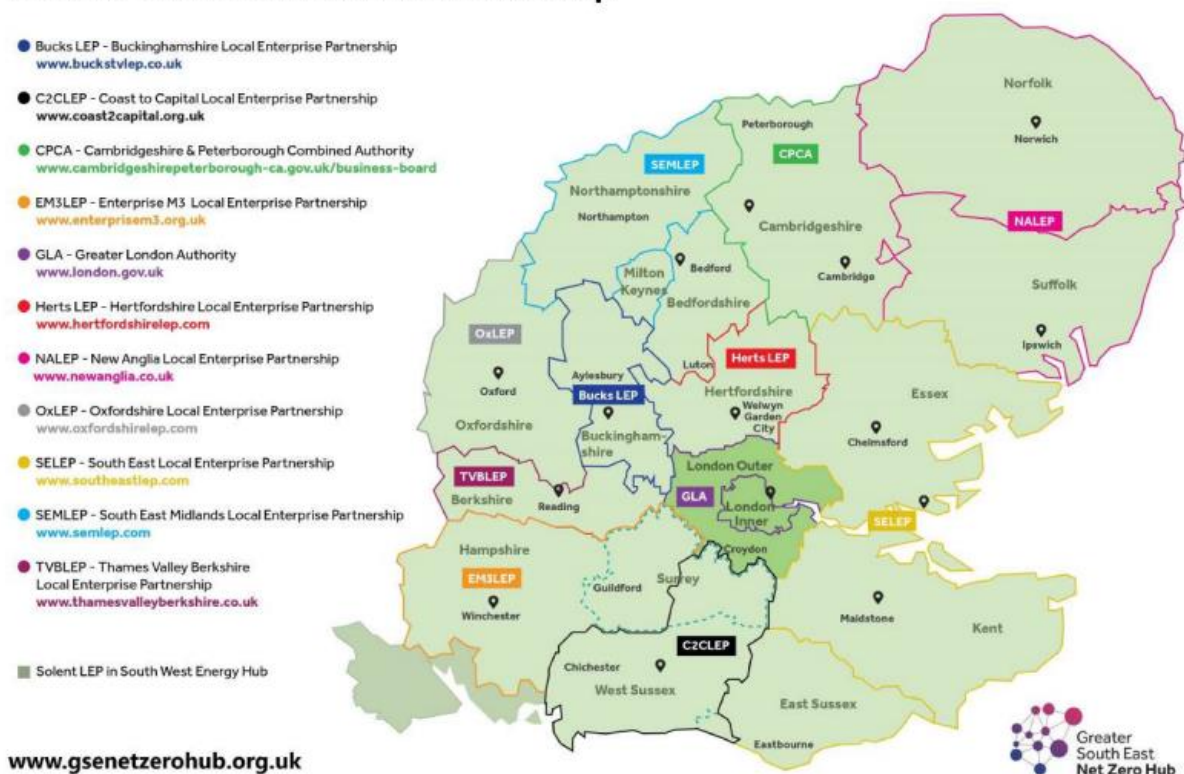 Bucks LEP - Buckinghamshire Local Enterprise Partnership
www.buckstvlep.co.uk
C2CLEP - Coast to Capital Local Enterprise Partnership
www.coast2capital.org.uk
CPCA - Cambridgeshire & Peterborough Combined Authority
www.cambridgeshirepeterborough-ca.gov.uk/business-board
EM3LEP - Enterprise M3 Local Enterprise Partnership
www.enterprisem3.org.uk
GLA - Greater London Authority
www.london.gov.uk
Herts LEP - Hertfordshire Local Enterprise Partnership
www.hertfordshirelep.com
NALEP - New Anglia Local Enterprise Partnership
www.newanglia.co.uk
OxLEP - Oxfordshire Local Enterprise Partnership
www.oxfordshirelep.com
SELEP - South East Local Enterprise Partnership
www.southeastlep.com
SEMLEP - South East Midlands Local Enterprise Partnership
www.semlep.com
TVBLEP - Thames Valley Berkshire
Local Enterprise Partnership
www.thamesvalleyberkshire.co.uk
Solent LEP in South West Energy Hub
www.gsenetzerohub.org.uk
Norfolk
Norwich
Peterborough
CPCA
SEMLEP
Northamptonshire
Northampton
Cambridgeshire
NALEP
Milton
Keynes
Bedford
Cambridge
Bedfordshire
Suffolk
Ipswich
OxLEP
Oxford
Oxfordshire
Aylesbury
Bucks LEP
Buckingham-
shire
Luton
Herts LEP
Hertfordshire
Welwyn
Garden
City
Essex
Chelmsford
TVBLEP
Berkshire
Reading
London Outer
GLA
London
Inner
Croydon
SELEP
Hampshire
EM3LEP
Winchester
Guildford
Surrey
Maidstone
Kent
C2CLEP
Chichester
West Sussex
East Sussex
Eastbourne
Greater
South East
Net Zero Hub